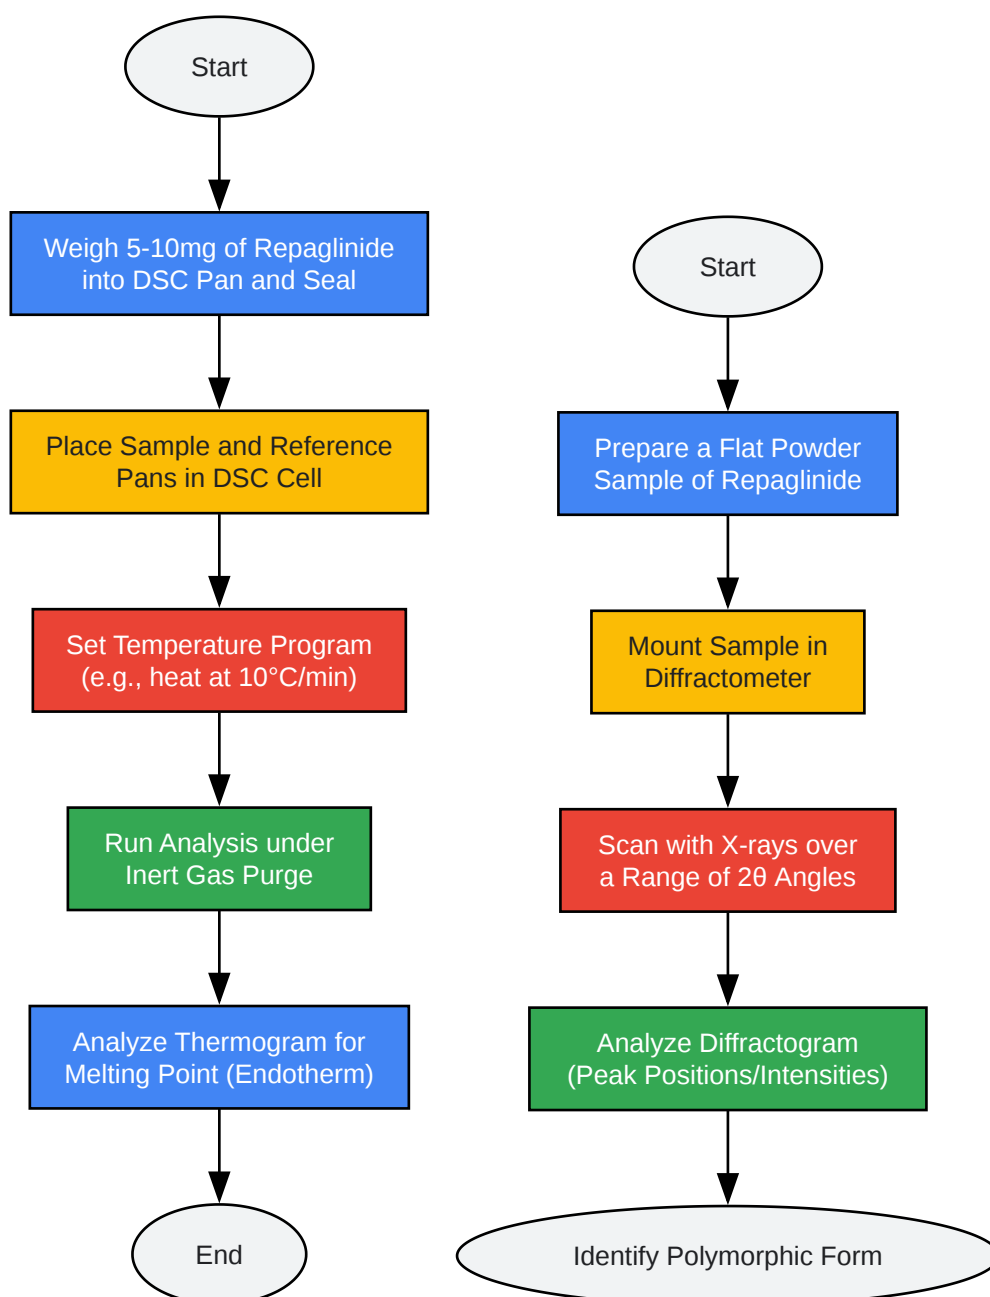 Start
Weigh 5-10mg of Repaglinide
into DSC Pan and Seal
Place Sample and Reference
Pans in DSC Cell
Set Temperature Program
(e.g., heat at 10°C/min)
Run Analysis under
Inert Gas Purge
Analyze Thermogram for
Melting Point (Endotherm)
End
Start
Prepare a Flat Powder
Sample of Repaglinide
Mount Sample in
Diffractometer
Scan with X-rays over
a Range of 2θ Angles
Analyze Diffractogram
(Peak Positions/Intensities)
Identify Polymorphic Form